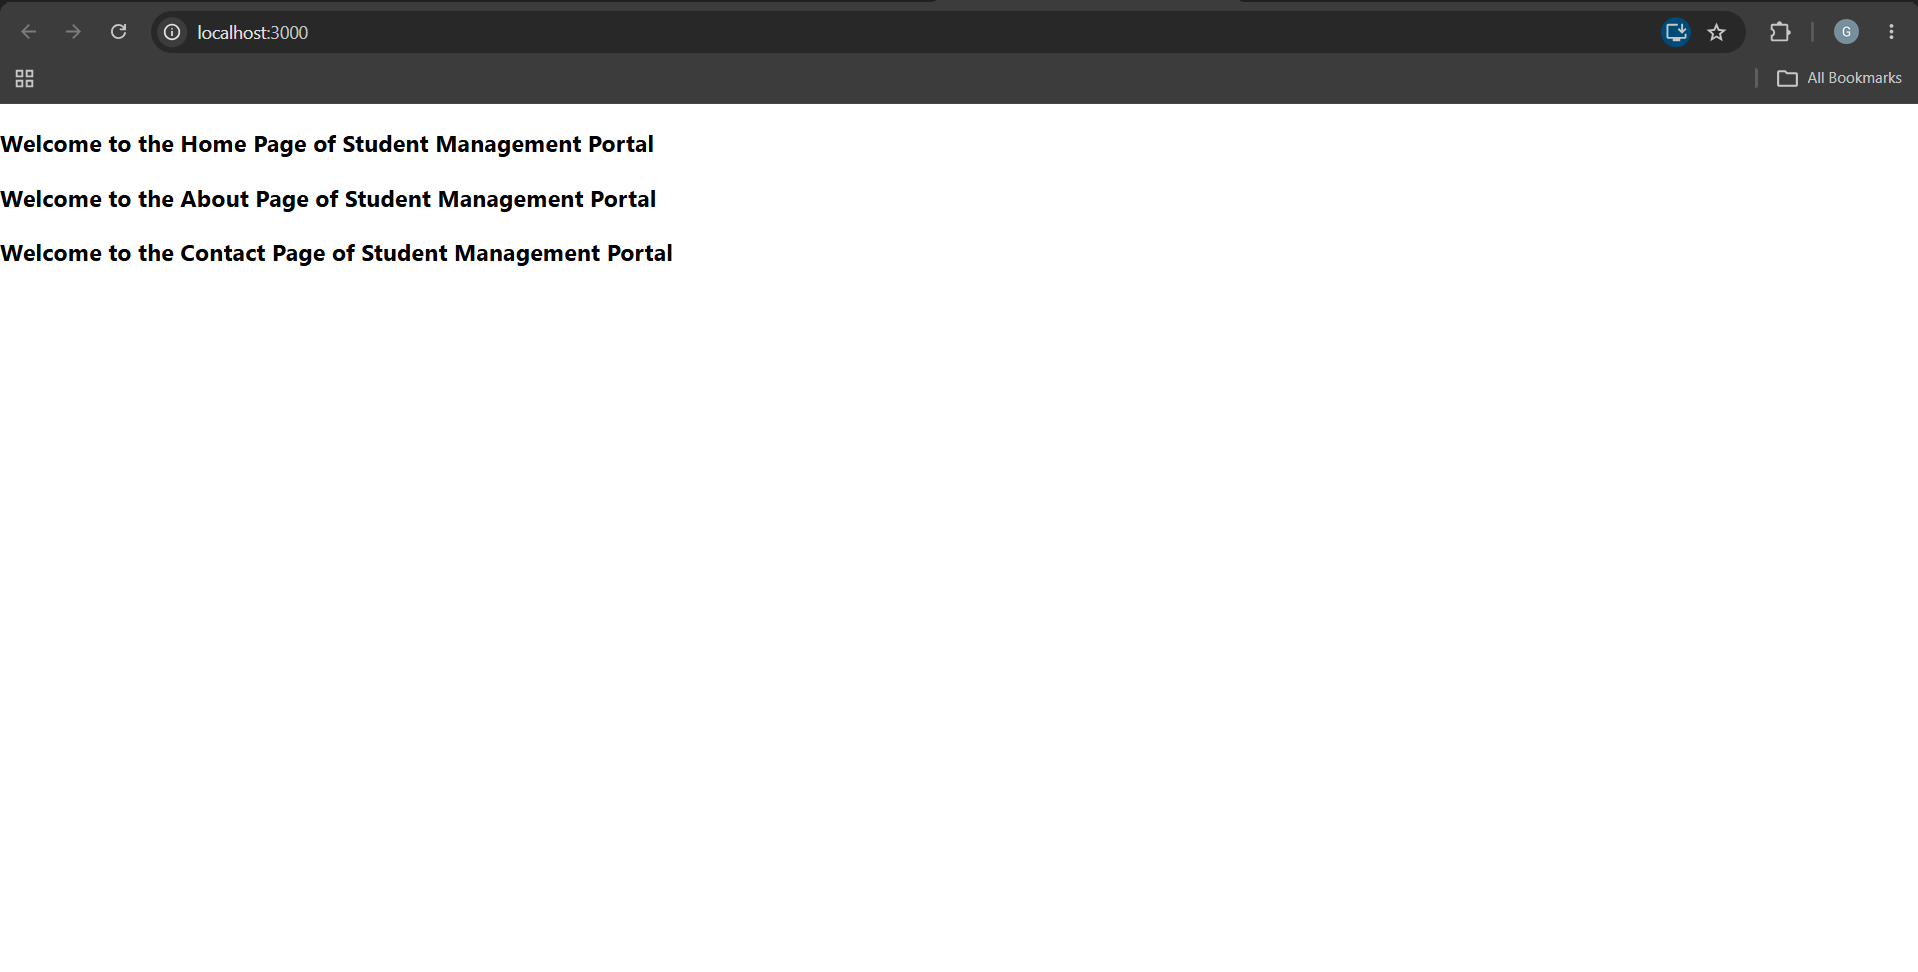 localhost:3000
G
All Bookmarks
Welcome to the Home Page of Student Management Portal
Welcome to the About Page of Student Management Portal
Welcome to the Contact Page of Student Management Portal